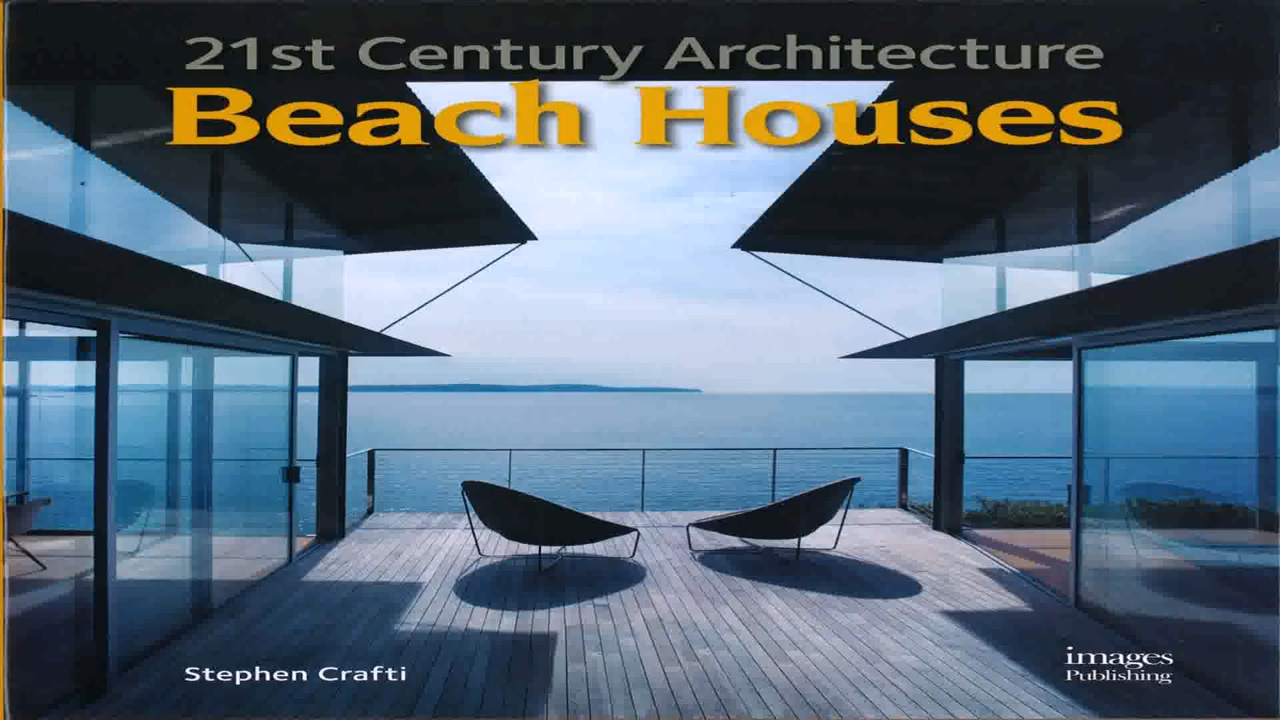 21st Century Architecture
Beach Houses
Stephen Crafti
images
Publishing